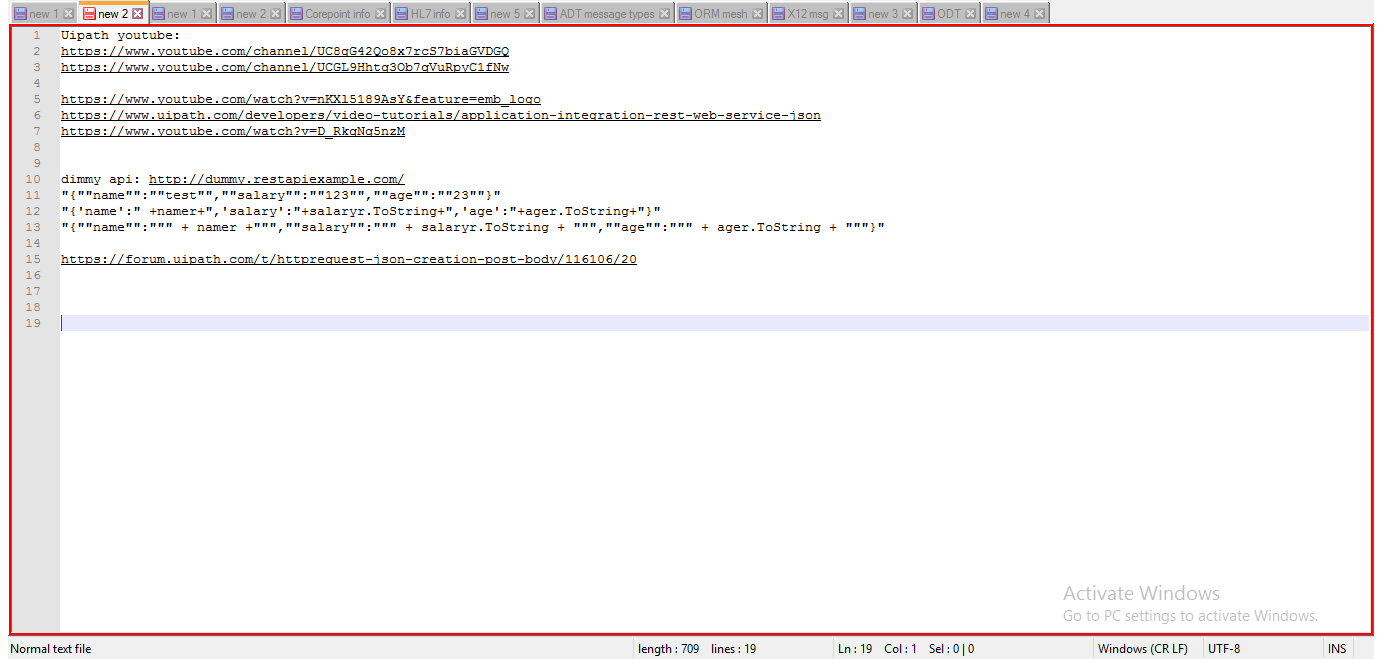 new 1 new 2 new 1 new 2 Corepoint info HL7 info new 5 ADT message types ORM mesh X12 msg new 3 ODT new 4
1 Uipath youtube:
2 https://www.youtube.com/channel/UC8gG42Qo8x7rcS7biaGVDGQ
3 https://www.youtube.com/channel/UCGL9Hhtq3Ob7gVuRpyC1fNw
4
5 https://www.youtube.com/watch?v=nKXl5189AsY&feature=emb_logo
6 https://www.uipath.com/developers/video-tutorials/application-integration-rest-web-service-json
7 https://www.youtube.com/watch?v=D_RkgNg5nzM
8
9
10 dimmy api: http://dummy.restapiexample.com/
11 "{""name"":""test"",""salary"":""123"",""age"":""23""}"
12 "{'name':" +namer+",'salary':"+salaryr.ToString+",'age':"+ager.ToString+"}"
13 "{""name"":""" + namer +""",""salary"":""" + salaryr.ToString + """,""age"":""" + ager.ToString + """}"
14
15 https://forum.uipath.com/t/httprequest-json-creation-post-body/116106/20
16
17
18
19
Activate Windows
Go to PC settings to activate Windows.
Normal text file length : 709 lines : 19 Ln : 19 Col : 1 Sel : 0 | 0 Windows (CR LF) UTF-8 INS